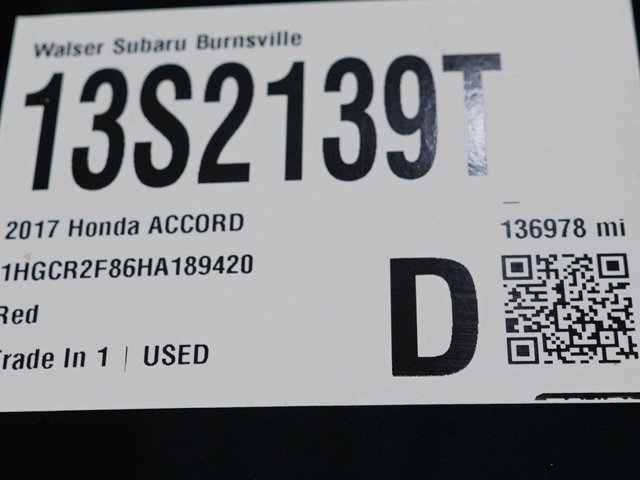 Walser Subaru Burnsville
13S2139T
2017 Honda ACCORD
136978 mi
1HGCR2F86HA189420
Red
Trade In 1 | USED
D